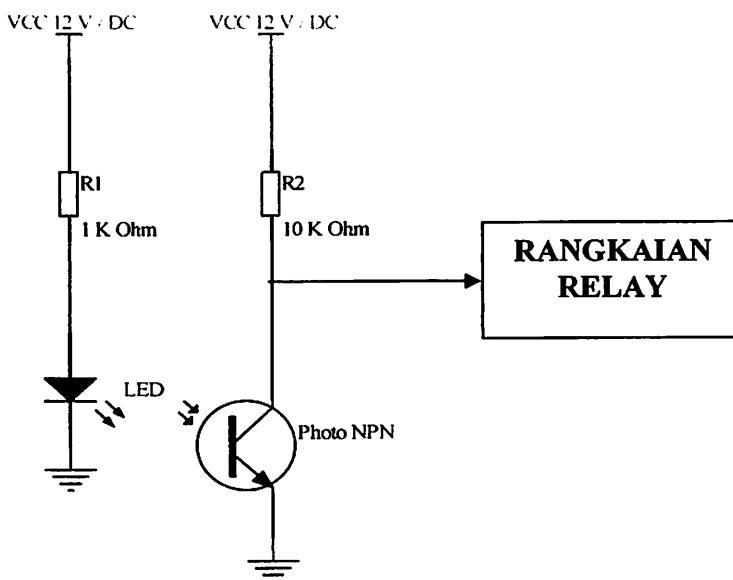 VCC 12 V / DC
VCC 12 V / DC
R1
1 K Ohm
R2
10 K Ohm
RANGKAIAN
RELAY
LED
Photo NPN